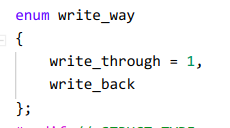 enum write_way
{
write_through = 1,
write_back
};